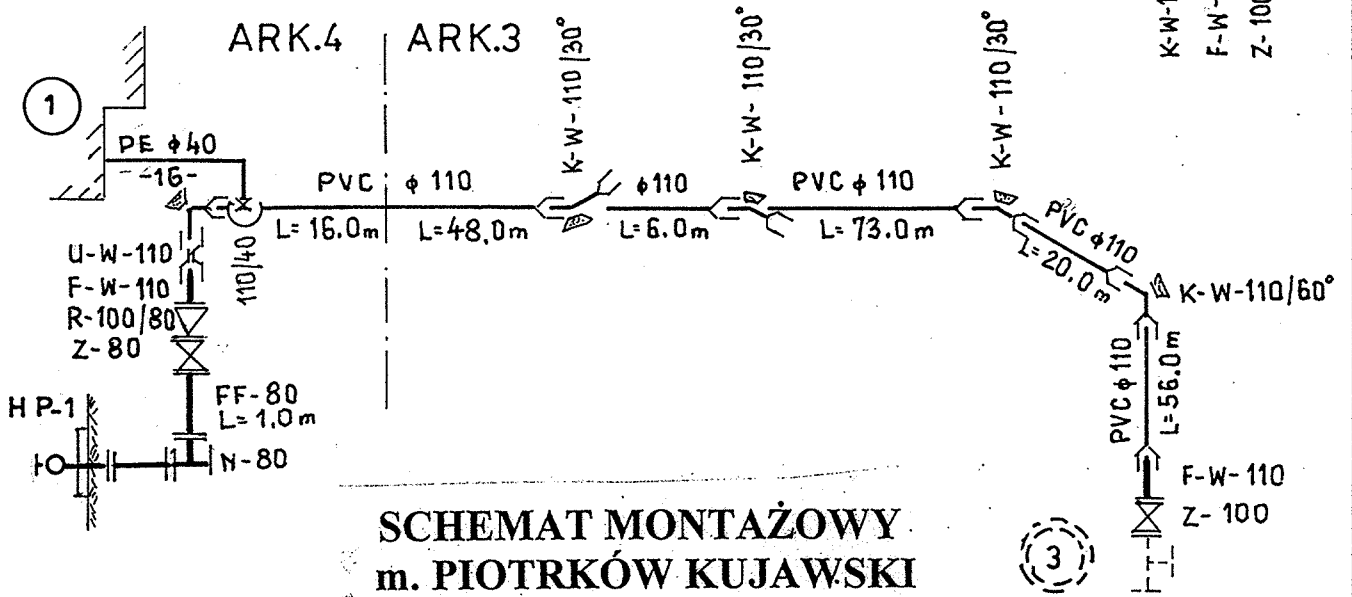 ARK.4
ARK.3
1
PE ϕ40
-16-
PVC ϕ 110
L= 16.0m
L=48,0m
K-W-110/30°
ϕ110
L=6.0m
K-W-110/30°
PVC ϕ 110
L= 73.0m
K-W-110/30°
PVC ϕ110
L=20.0m
K-W-110/60°
PVC ϕ110
L=56.0m
F-W-110
Z-100
3
110/40
U-W-110
F-W-110
R-100/80
Z-80
FF-80
L=1,0m
HP-1
N-80
SCHEMAT MONTAŻOWY
m. PIOTRKÓW KUJAWSKI